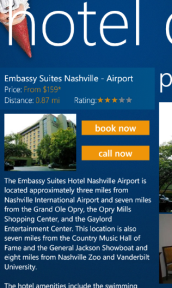 hotel
Embassy Suites Nashville - Airport
Price: From $159*
Distance: 0.87 mi Rating: ★★★★★
book now
call now
The Embassy Suites Hotel Nashville Airport is
located approximately three miles from
Nashville International Airport and seven miles
from the Grand Ole Opry, the Opry Mills
Shopping Center, and the Gaylord
Entertainment Center. This location is also
seven miles from the Country Music Hall of
Fame and the General Jackson Showboat and
eight miles from Nashville Zoo and Vanderbilt
University.
The hotel amenities include the swimming